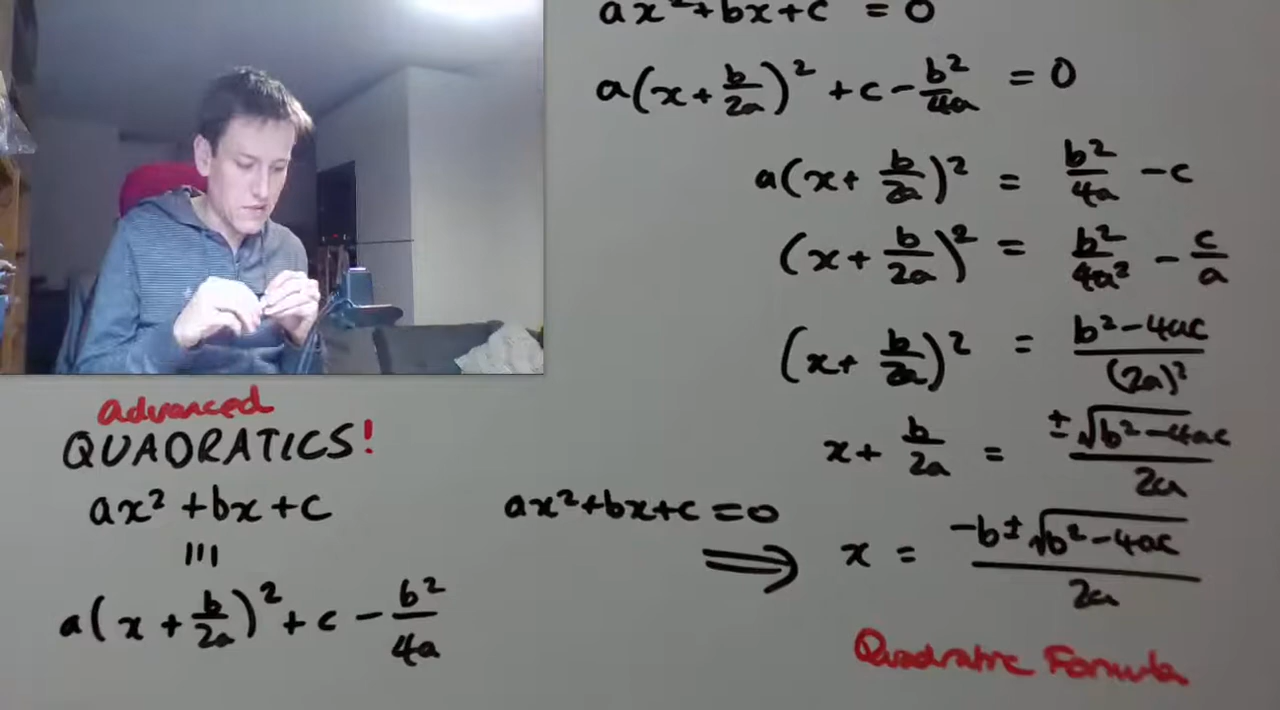 ax²+bx+c = 0
a(x+b/2a)² +c-b²/4a = 0
a(x+b/2a)² = b²/4a -c
(x+b/2a)² = b²/4a² - c/a
(x+b/2a)² = b²-4ac/(2a)²
x+b/2a = ±√b²-4ac/2a
advanced
QUADRATICS!
ax²+bx+c
≡
a(x+b/2a)²+c-b²/4a
ax²+bx+c=0
⟹ x = -b±√b²-4ac/2a
Quadratic Formula